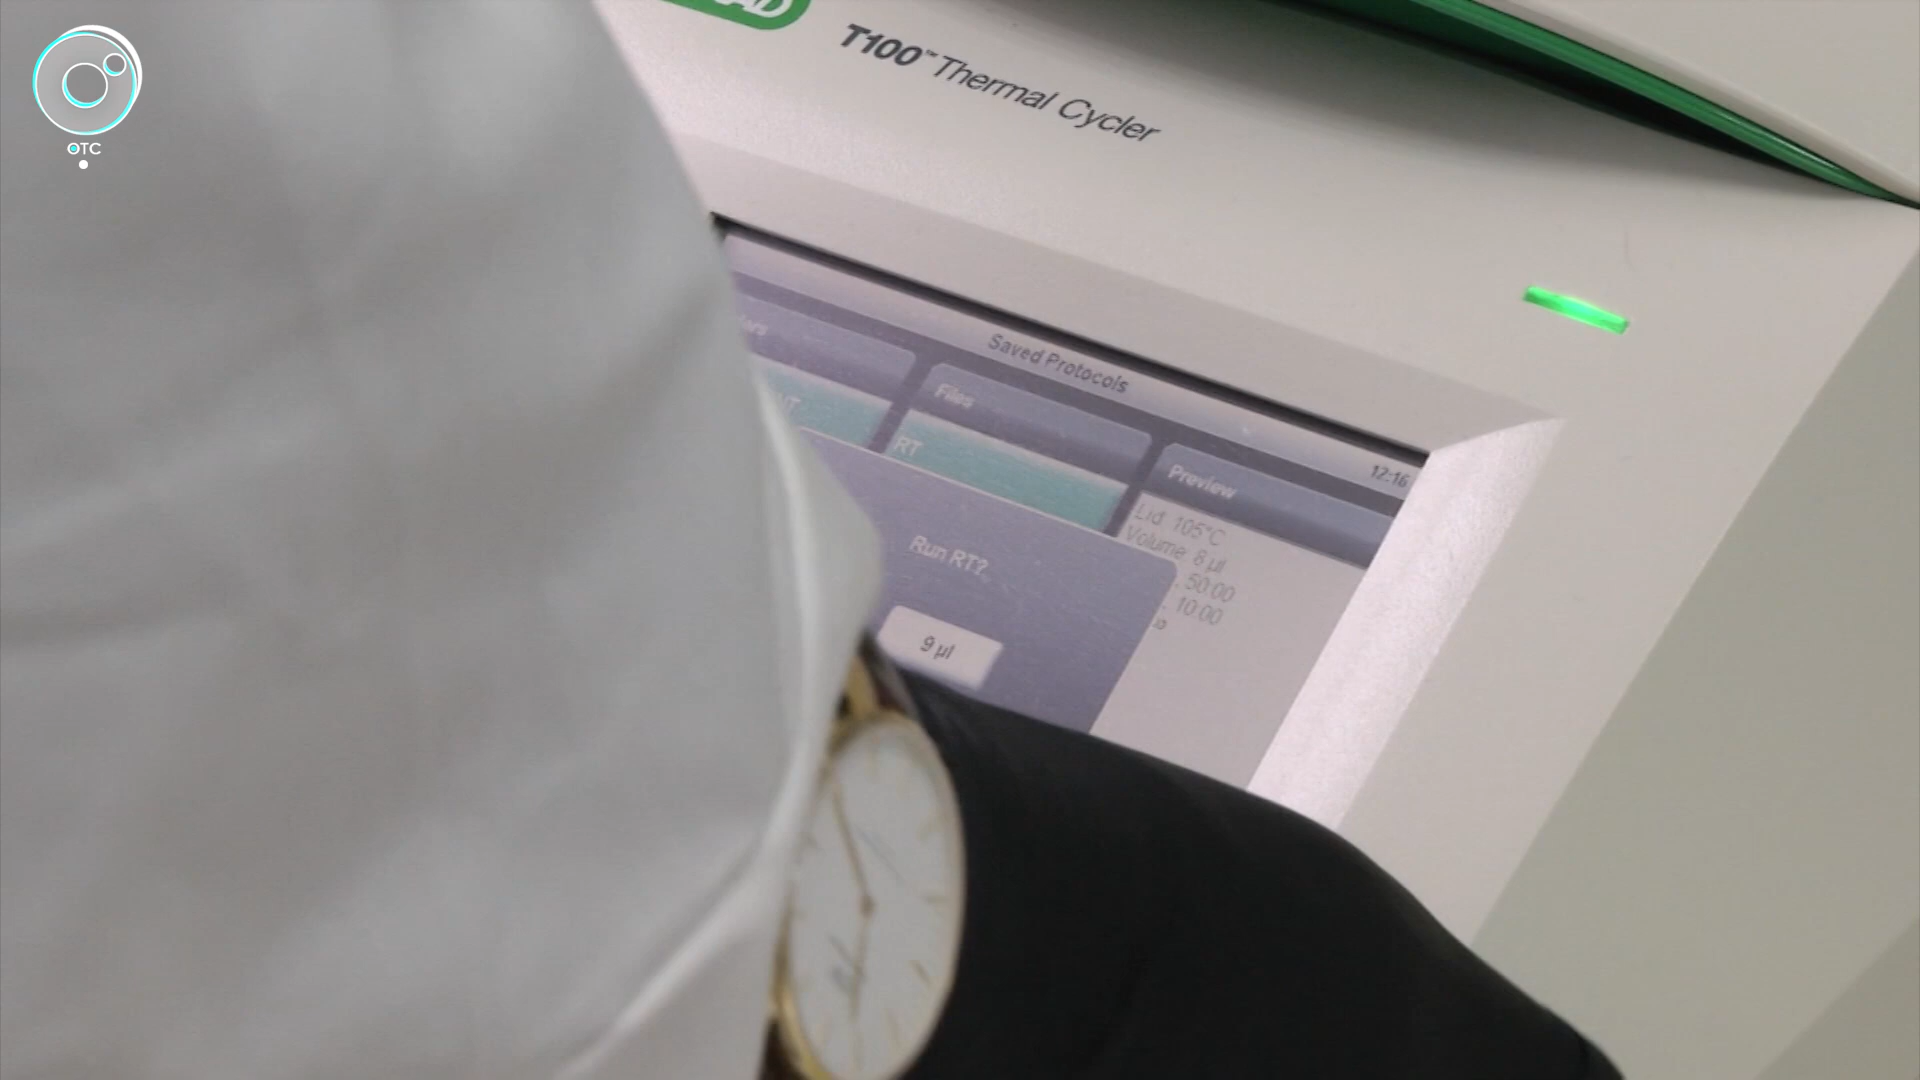 OTC
T100™ Thermal Cycler
Saved Protocols
12:16
Files
Preview
RT
Lid: 105°C
Volume: 8 µl
50:00
10:00
Run RT?
9 µl